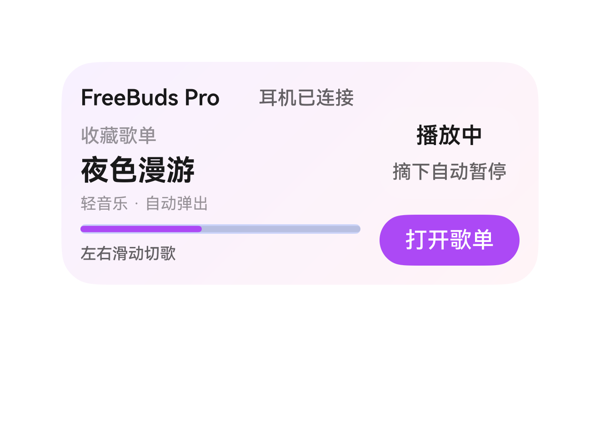 FreeBuds Pro
耳机已连接
收藏歌单
夜色漫游
轻音乐 · 自动弹出
左右滑动切歌
播放中
摘下自动暂停
打开歌单